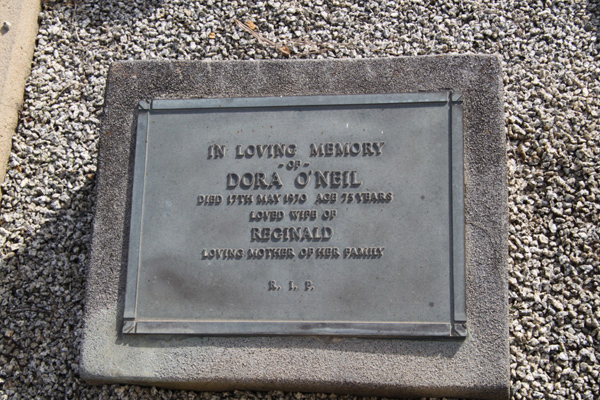 IN LOVING MEMORY
- OF -
DORA O'NEIL
DIED 17TH MAY 1970 AGE 75 YEARS
LOVED WIFE OF
REGINALD
LOVING MOTHER OF HER FAMILY
R. I. P.